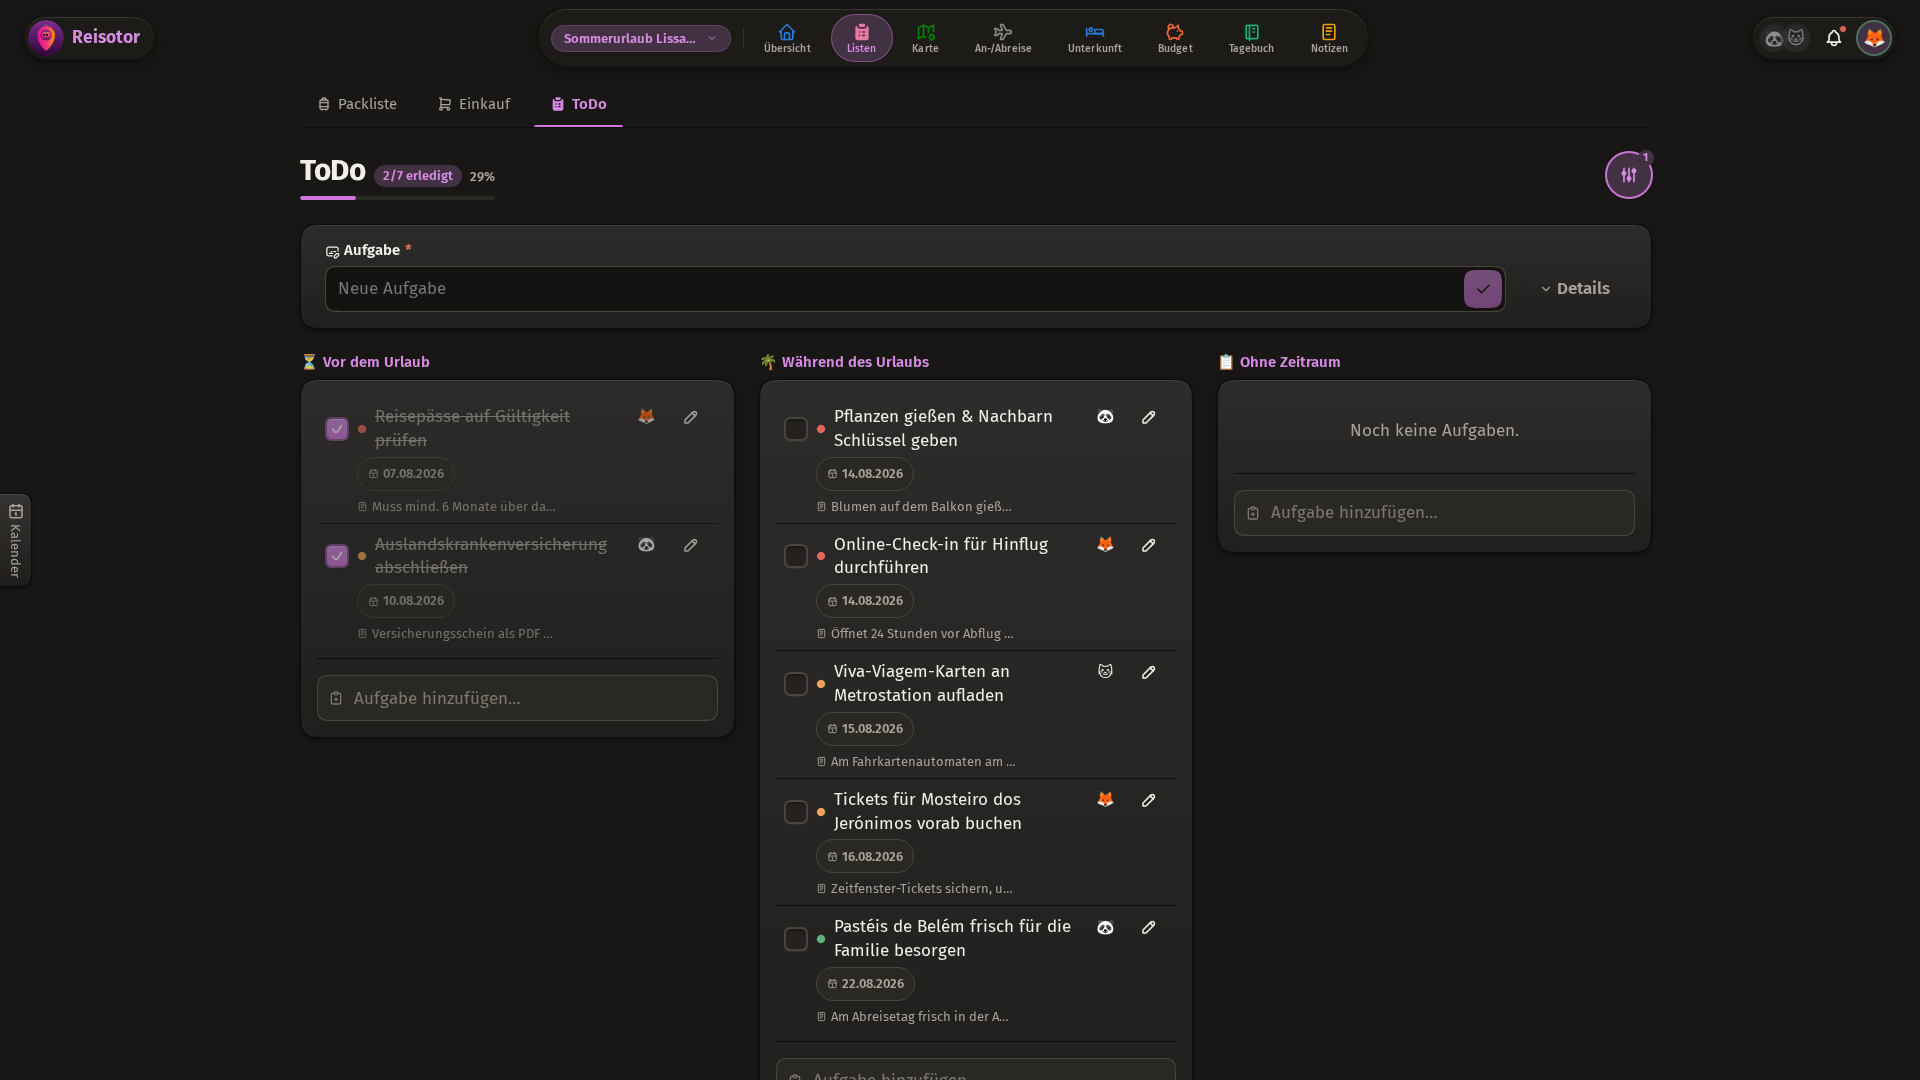 Reisotor
Sommerurlaub Lissa...
Übersicht
Listen
Karte
An-/Abreise
Unterkunft
Budget
Tagebuch
Notizen
Packliste
Einkauf
ToDo
ToDo
2/7 erledigt
29%
1
Aufgabe *
Neue Aufgabe
Details
Kalender
⏳ Vor dem Urlaub
Reisepässe auf Gültigkeit
prüfen
07.08.2026
Muss mind. 6 Monate über da...
Auslandskrankenversicherung
abschließen
10.08.2026
Versicherungsschein als PDF ...
Aufgabe hinzufügen...
🌴 Während des Urlaubs
Pflanzen gießen & Nachbarn
Schlüssel geben
14.08.2026
Blumen auf dem Balkon gieß...
Online-Check-in für Hinflug
durchführen
14.08.2026
Öffnet 24 Stunden vor Abflug ...
Viva-Viagem-Karten an
Metrostation aufladen
15.08.2026
Am Fahrkartenautomaten am ...
Tickets für Mosteiro dos
Jerónimos vorab buchen
16.08.2026
Zeitfenster-Tickets sichern, u...
Pastéis de Belém frisch für die
Familie besorgen
22.08.2026
Am Abreisetag frisch in der A...
Aufgabe hinzufügen...
📋 Ohne Zeitraum
Noch keine Aufgaben.
Aufgabe hinzufügen...